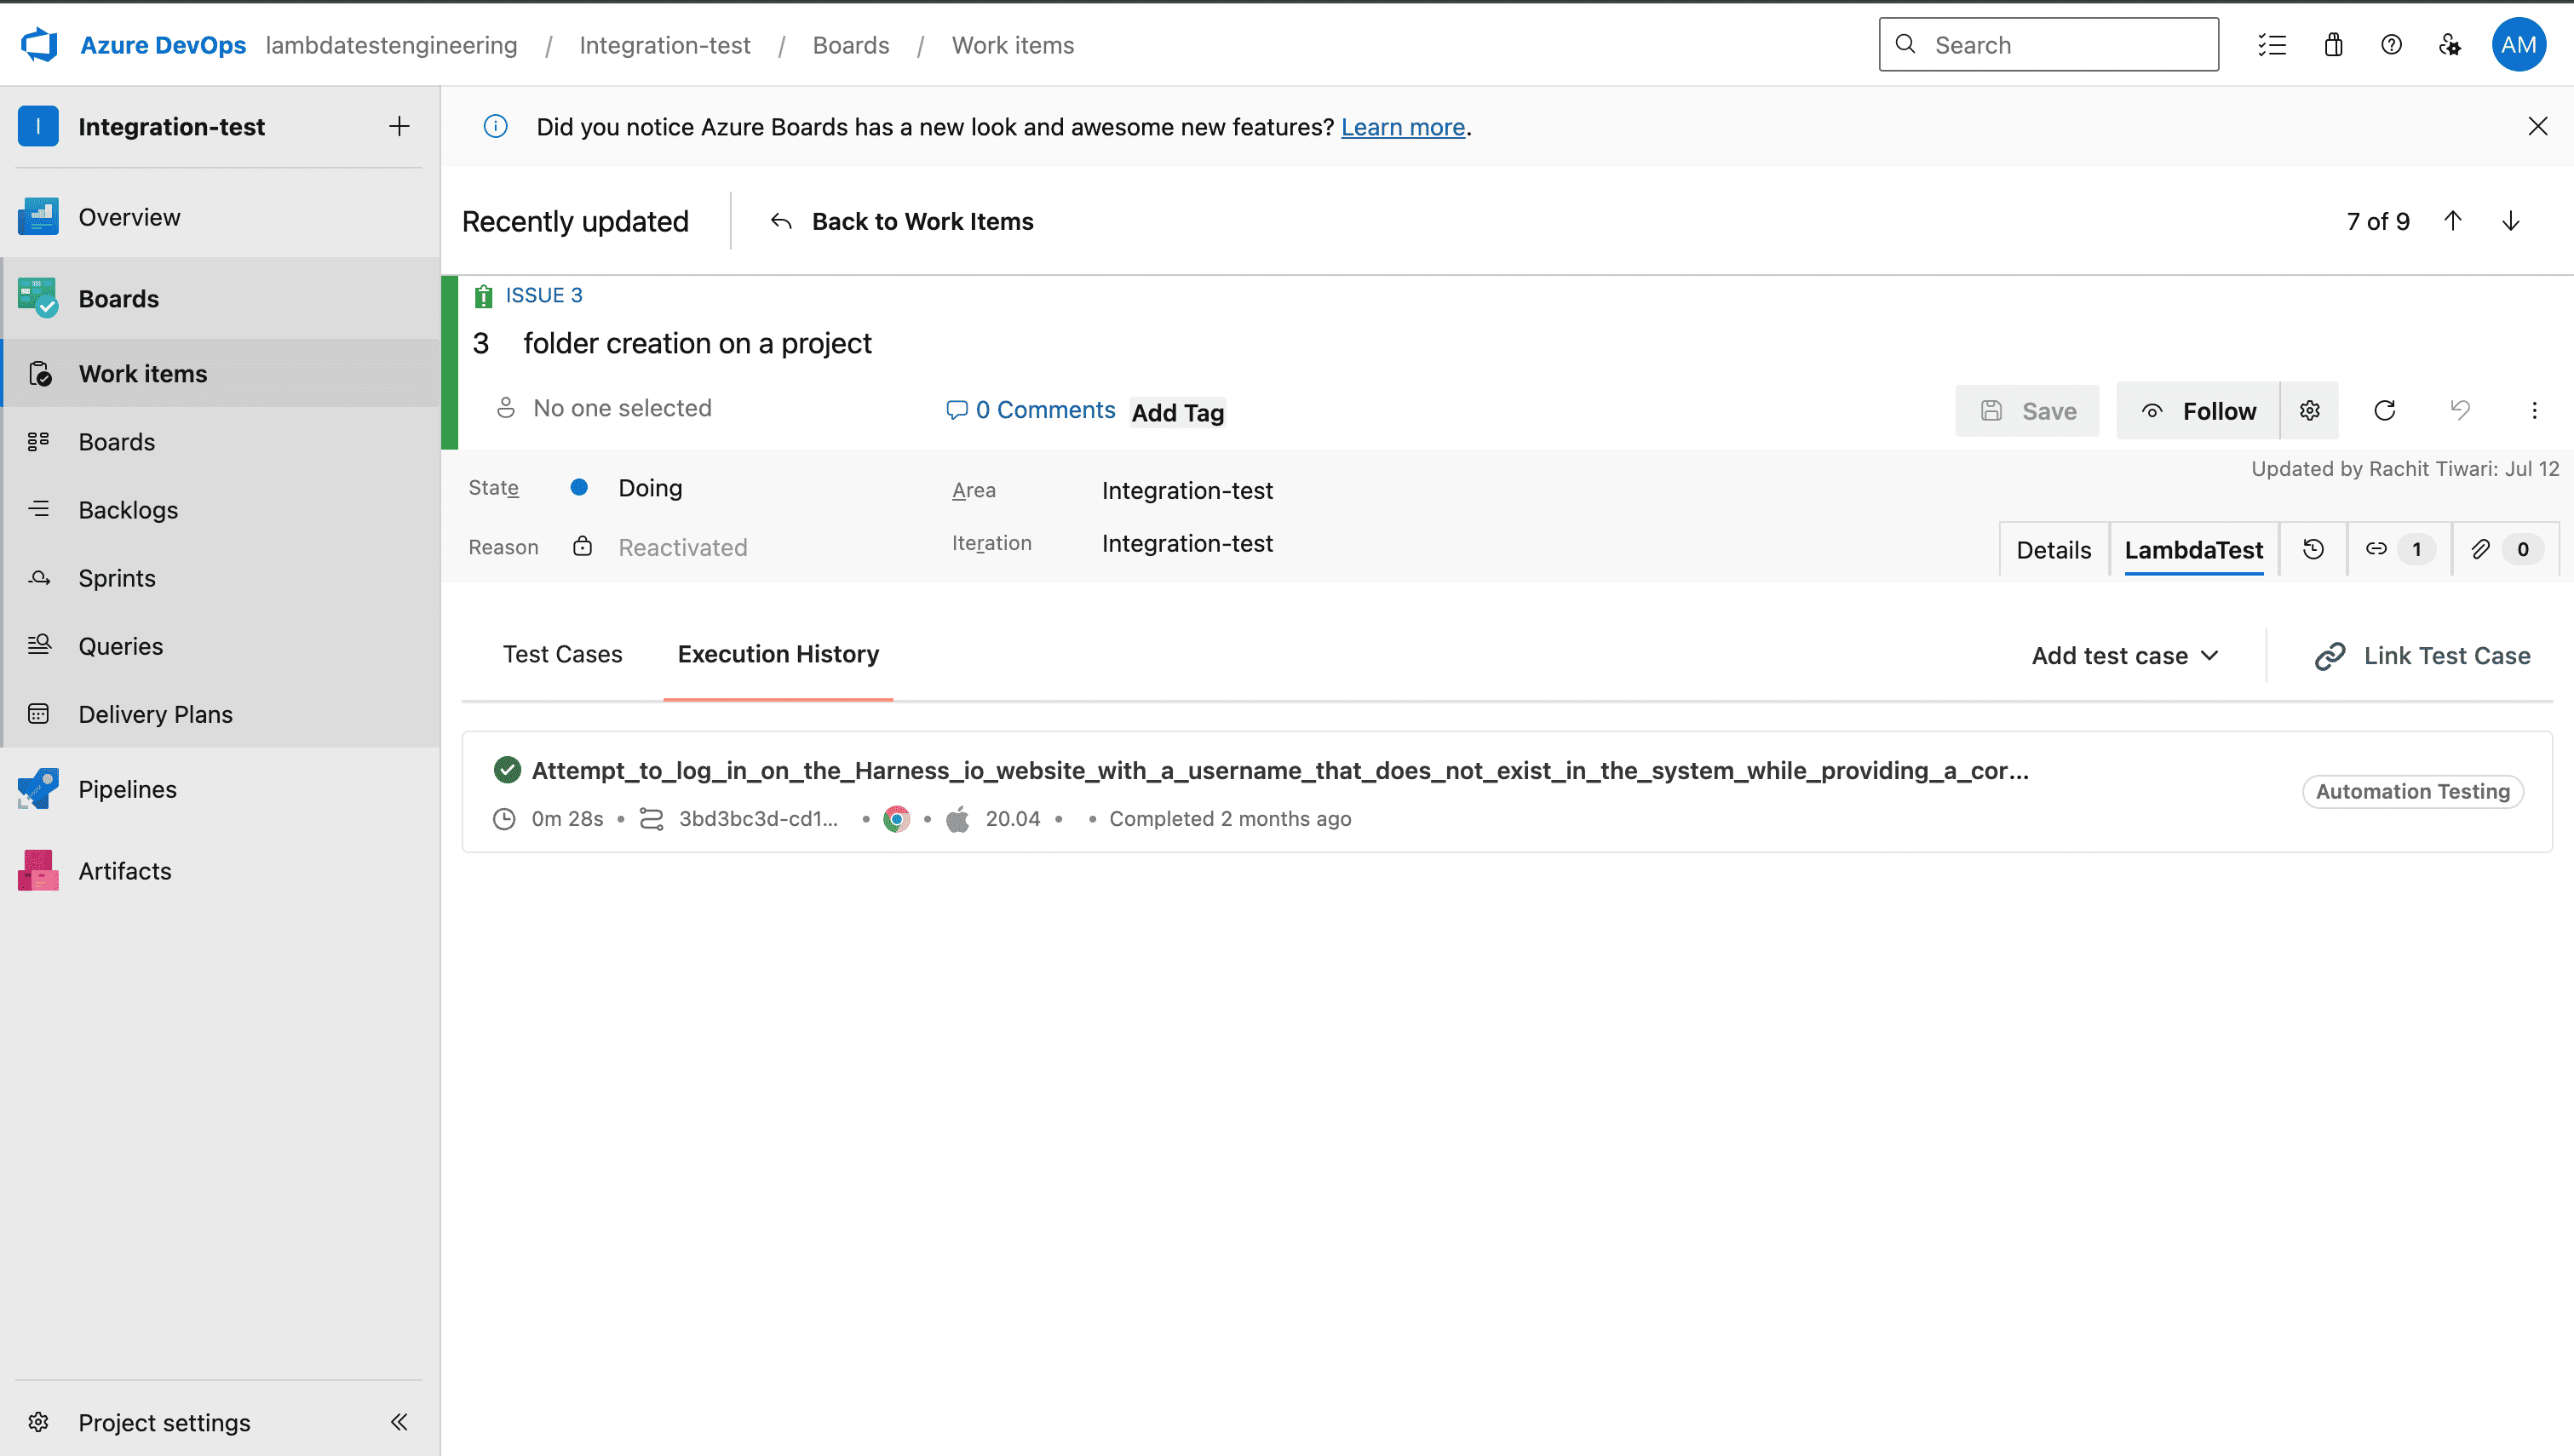 Azure DevOps lambdatestengineering / Integration-test / Boards / Work items
Search
AM
I Integration-test
Did you notice Azure Boards has a new look and awesome new features? Learn more.
Overview
Boards
Work items
Boards
Backlogs
Sprints
Queries
Delivery Plans
Pipelines
Artifacts
Project settings
Recently updated
Back to Work Items
7 of 9
ISSUE 3
3 folder creation on a project
No one selected
0 Comments
Add Tag
Save
Follow
Updated by Rachit Tiwari: Jul 12
State Doing
Area Integration-test
Reason Reactivated
Iteration Integration-test
Details
LambdaTest
1
0
Test Cases
Execution History
Add test case
Link Test Case
Attempt_to_log_in_on_the_Harness_io_website_with_a_username_that_does_not_exist_in_the_system_while_providing_a_cor...
0m 28s • 3bd3bc3d-cd1... • • 20.04 • • Completed 2 months ago
Automation Testing